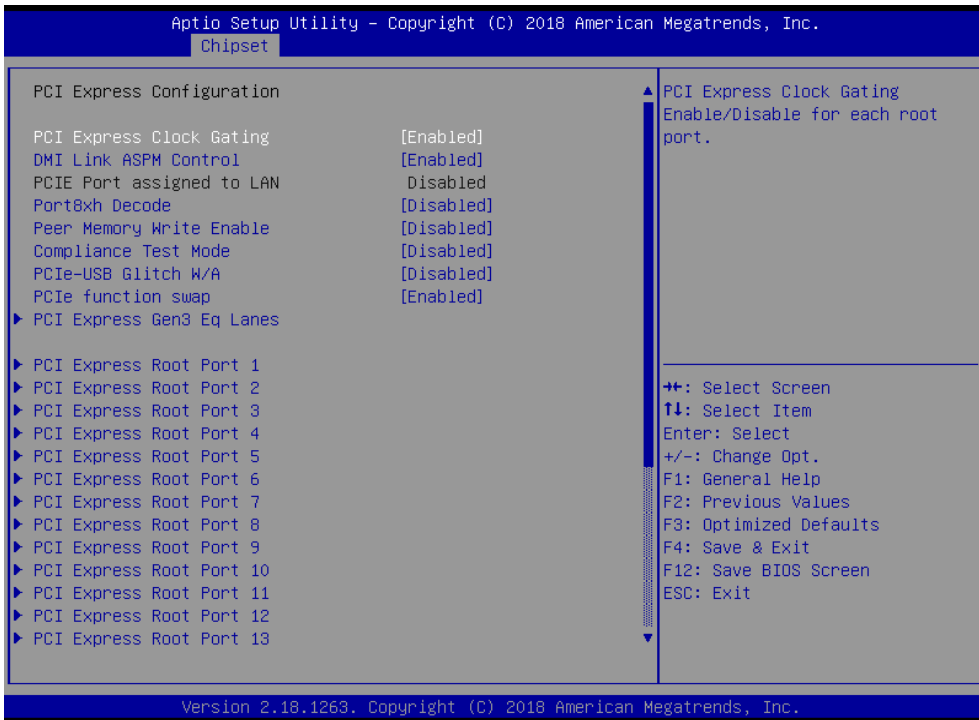 Aptio Setup Utility – Copyright (C) 2018 American Megatrends, Inc.
Chipset
PCI Express Configuration
PCI Express Clock Gating [Enabled]
DMI Link ASPM Control [Enabled]
PCIE Port assigned to LAN Disabled
Port8xh Decode [Disabled]
Peer Memory Write Enable [Disabled]
Compliance Test Mode [Disabled]
PCIe-USB Glitch W/A [Disabled]
PCIe function swap [Enabled]
PCI Express Gen3 Eq Lanes
PCI Express Root Port 1
PCI Express Root Port 2
PCI Express Root Port 3
PCI Express Root Port 4
PCI Express Root Port 5
PCI Express Root Port 6
PCI Express Root Port 7
PCI Express Root Port 8
PCI Express Root Port 9
PCI Express Root Port 10
PCI Express Root Port 11
PCI Express Root Port 12
PCI Express Root Port 13
PCI Express Clock Gating
Enable/Disable for each root
port.
→←: Select Screen
↑↓: Select Item
Enter: Select
+/-: Change Opt.
F1: General Help
F2: Previous Values
F3: Optimized Defaults
F4: Save & Exit
F12: Save BIOS Screen
ESC: Exit
Version 2.18.1263. Copyright (C) 2018 American Megatrends, Inc.